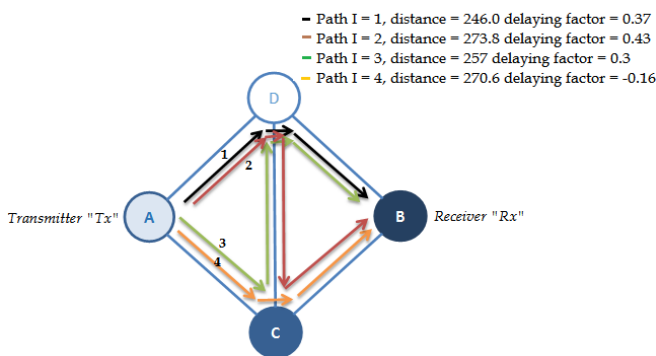 Path I = 1, distance = 246.0 delaying factor = 0.37
Path I = 2, distance = 273.8 delaying factor = 0.43
Path I = 3, distance = 257 delaying factor = 0.3
Path I = 4, distance = 270.6 delaying factor = -0.16
D
1
2
Transmitter "Tx"
A
B
Receiver "Rx"
3
4
C